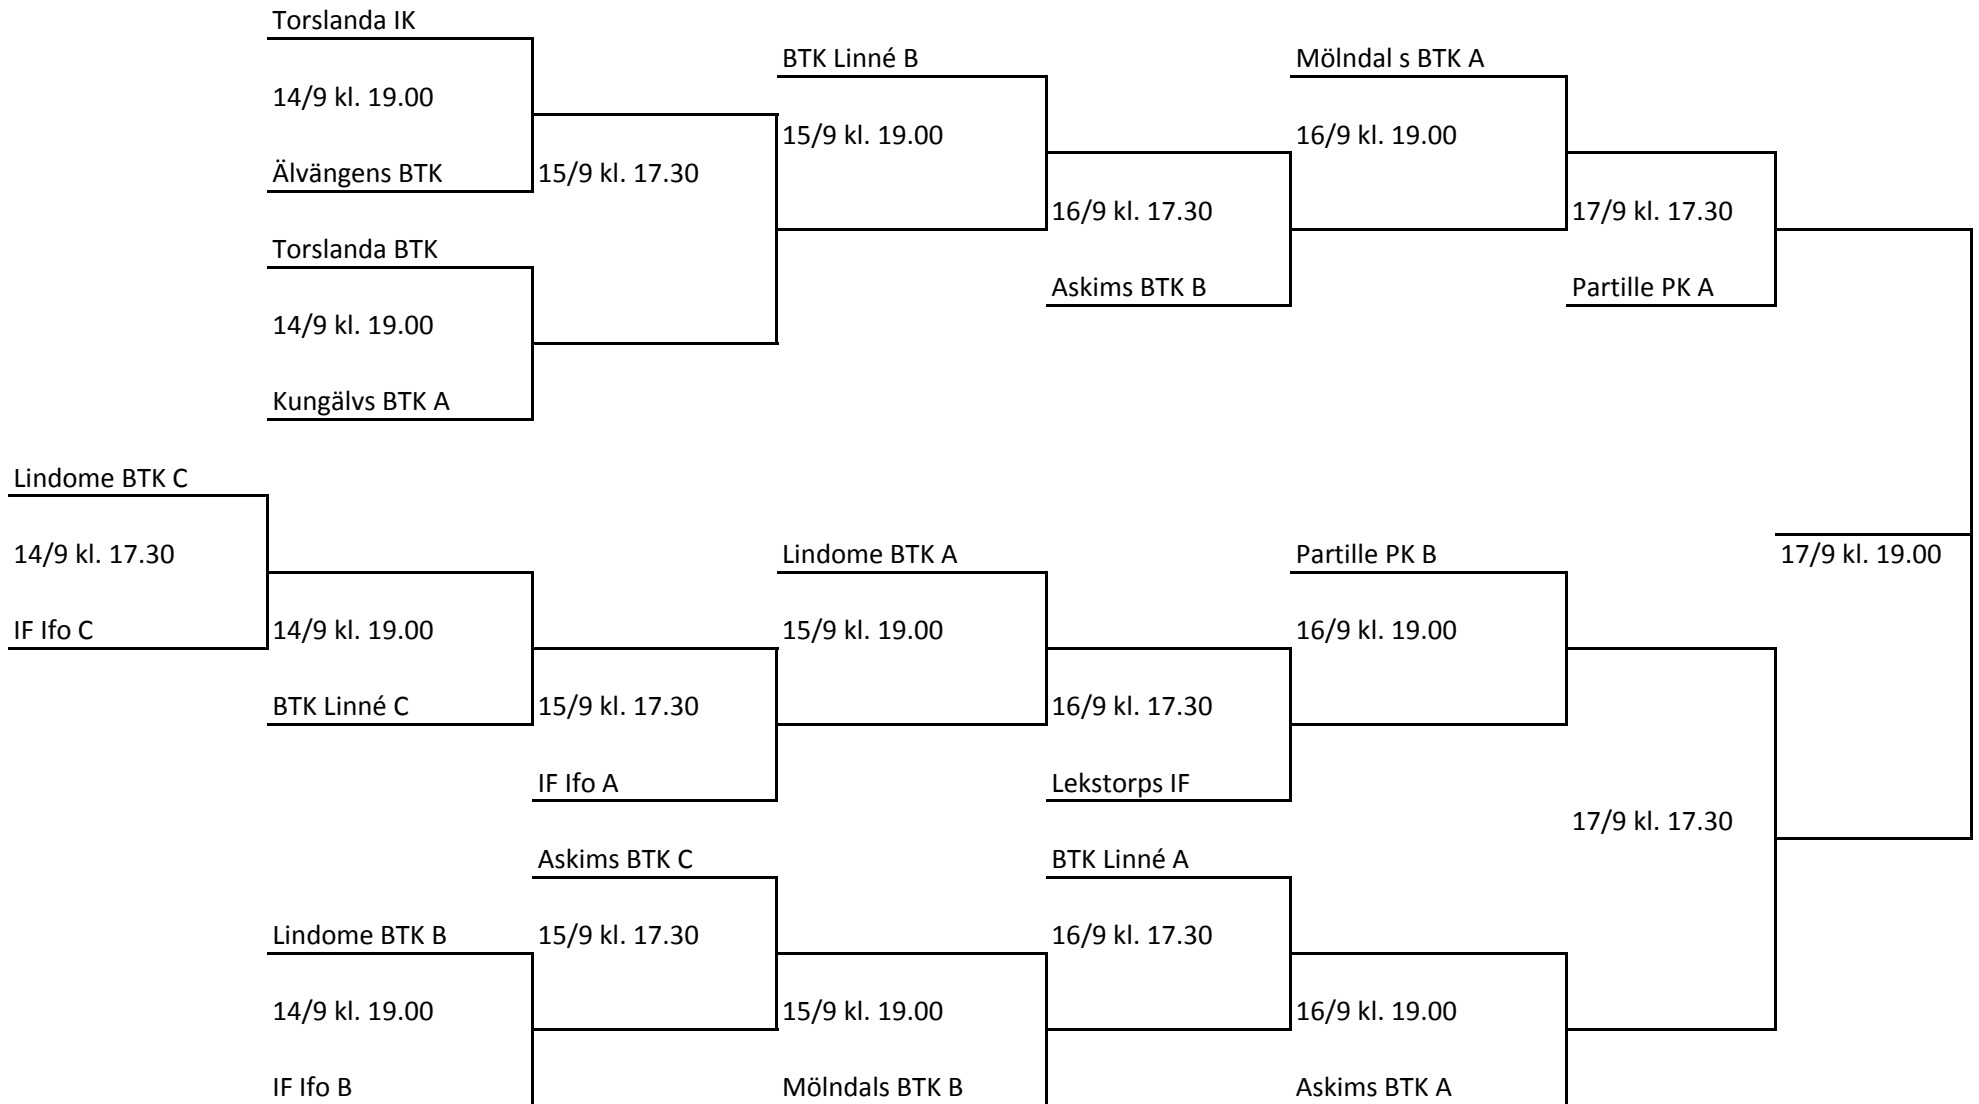 Torslanda IK
BTK Linné B
Mölndal s BTK A
14/9 kl. 19.00
15/9 kl. 19.00
16/9 kl. 19.00
Älvängens BTK
15/9 kl. 17.30
16/9 kl. 17.30
17/9 kl. 17.30
Torslanda BTK
Askims BTK B
Partille PK A
14/9 kl. 19.00
Kungälvs BTK A
Lindome BTK C
14/9 kl. 17.30
Lindome BTK A
Partille PK B
17/9 kl. 19.00
IF Ifo C
14/9 kl. 19.00
15/9 kl. 19.00
16/9 kl. 19.00
BTK Linné C
15/9 kl. 17.30
16/9 kl. 17.30
IF Ifo A
Lekstorps IF
17/9 kl. 17.30
Askims BTK C
BTK Linné A
Lindome BTK B
15/9 kl. 17.30
16/9 kl. 17.30
14/9 kl. 19.00
15/9 kl. 19.00
16/9 kl. 19.00
IF Ifo B
Mölndals BTK B
Askims BTK A